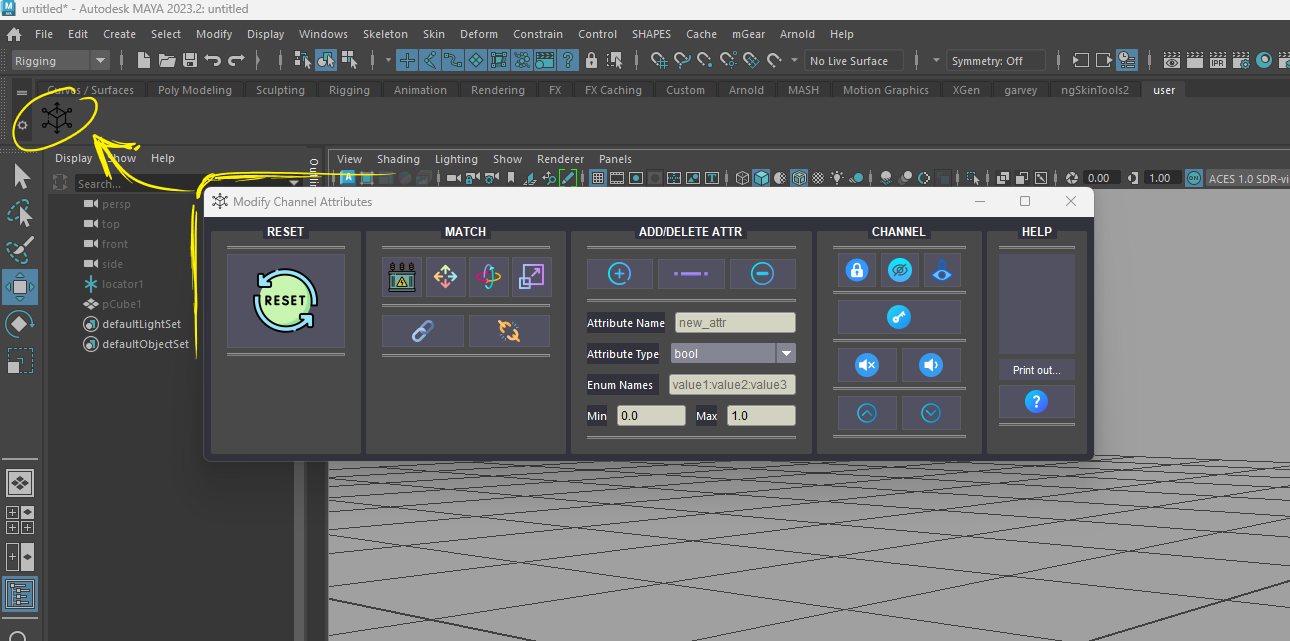 untitled* - Autodesk MAYA 2023.2: untitled
File Edit Create Select Modify Display Windows Skeleton Skin Deform Constrain Control SHAPES Cache mGear Arnold Help
Rigging No Live Surface Symmetry: Off IPR
/ Surfaces Poly Modeling Sculpting Rigging Animation Rendering FX FX Caching Custom Arnold MASH Motion Graphics XGen garvey ngSkinTools2 user
Display Show Help
View Shading Lighting Show Renderer Panels
Search... 0.00 1.00 ON ACES 1.0 SDR-vi
Modify Channel Attributes
persp
top
front
side
locator1
pCube1
defaultLightSet
defaultObjectSet
RESET MATCH ADD/DELETE ATTR CHANNEL HELP
RESET
Attribute Name new_attr
Attribute Type bool
Enum Names value1:value2:value3
Min 0.0 Max 1.0
Print out...
?